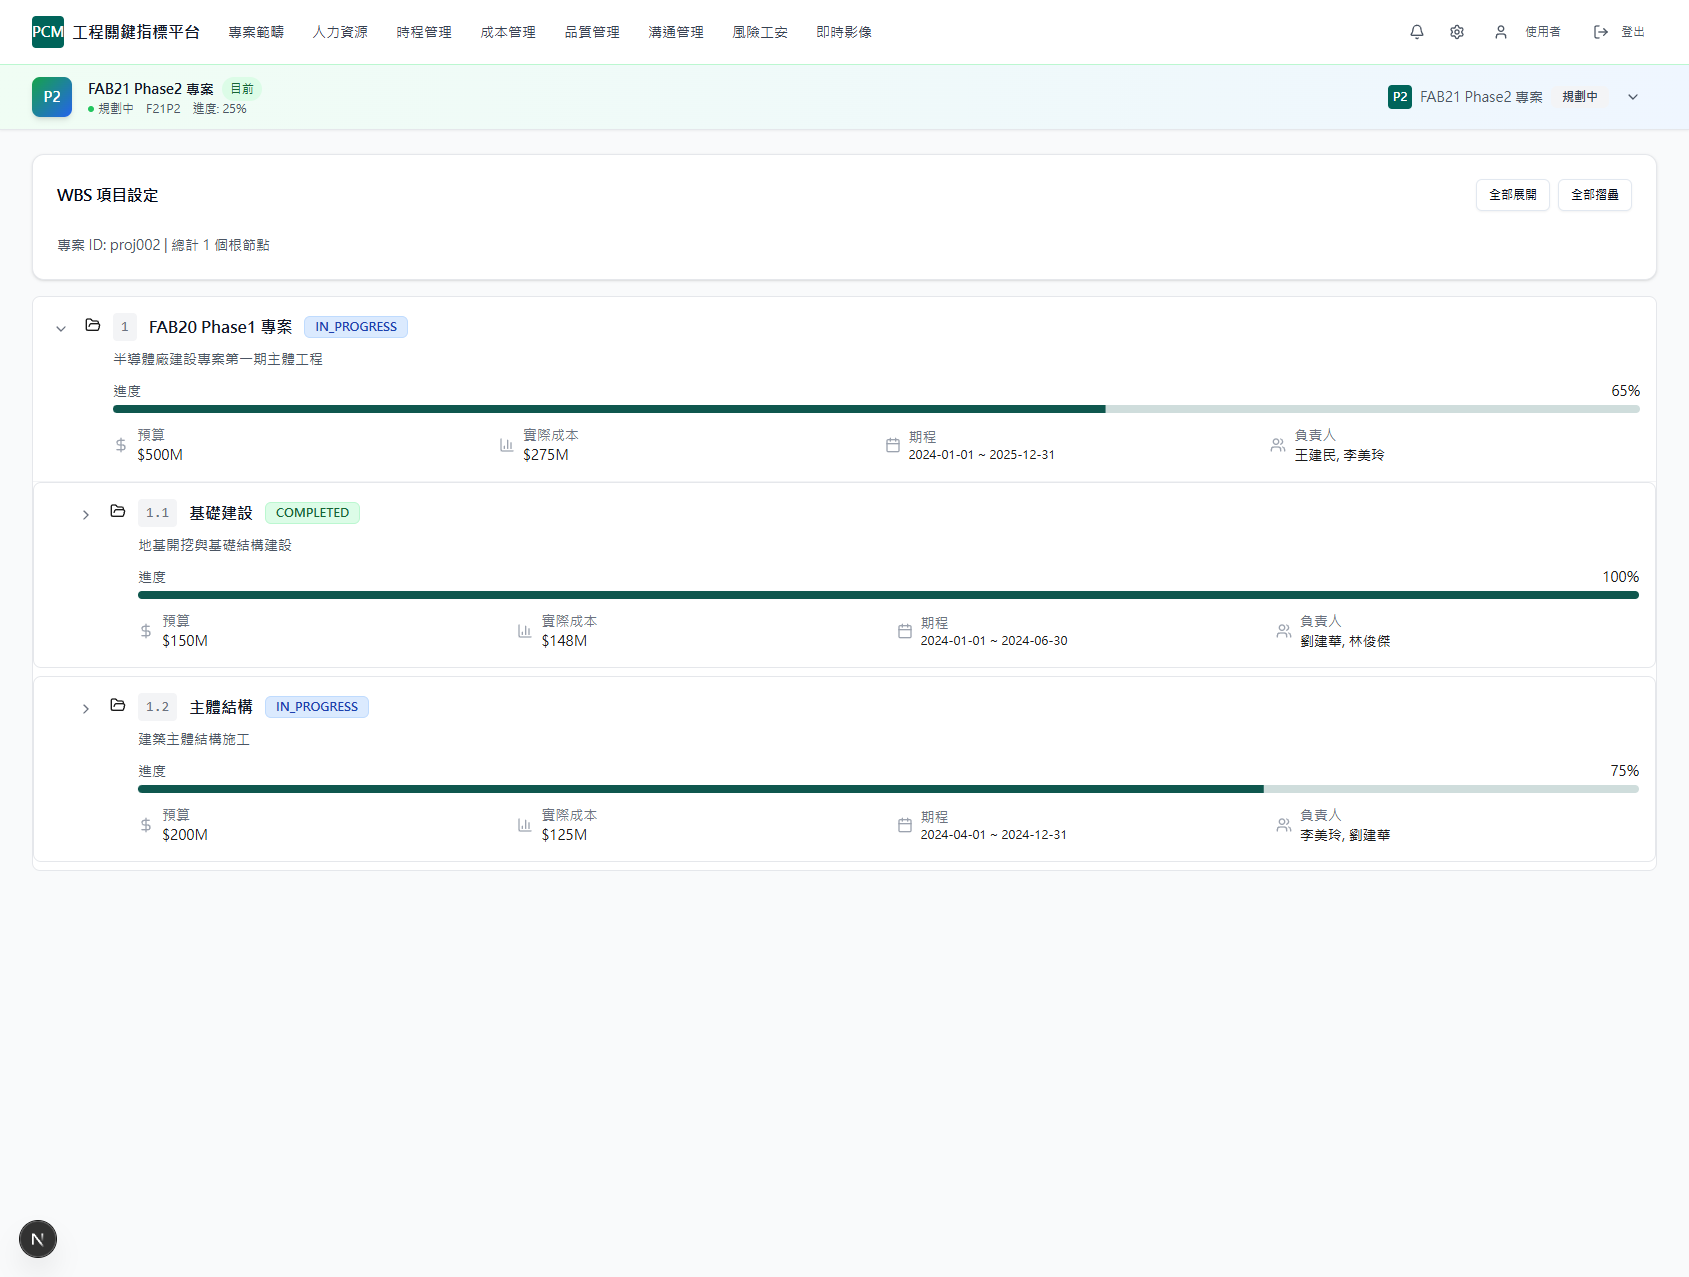 PCM 工程關鍵指標平台 專案範疇 人力資源 時程管理 成本管理 品質管理 溝通管理 風險工安 即時影像 使用者 登出
P2 FAB21 Phase2 專案 目前
規劃中 F21P2 進度: 25%
P2 FAB21 Phase2 專案 規劃中
WBS 項目設定
全部展開 全部摺疊
專案 ID: proj002 | 總計 1 個根節點
1 FAB20 Phase1 專案 IN_PROGRESS
半導體廠建設專案第一期主體工程
進度 65%
預算 實際成本 期程 負責人
$500M $275M 2024-01-01 ~ 2025-12-31 王建民, 李美玲
1.1 基礎建設 COMPLETED
地基開挖與基礎結構建設
進度 100%
預算 實際成本 期程 負責人
$150M $148M 2024-01-01 ~ 2024-06-30 劉建華, 林俊傑
1.2 主體結構 IN_PROGRESS
建築主體結構施工
進度 75%
預算 實際成本 期程 負責人
$200M $125M 2024-04-01 ~ 2024-12-31 李美玲, 劉建華
N